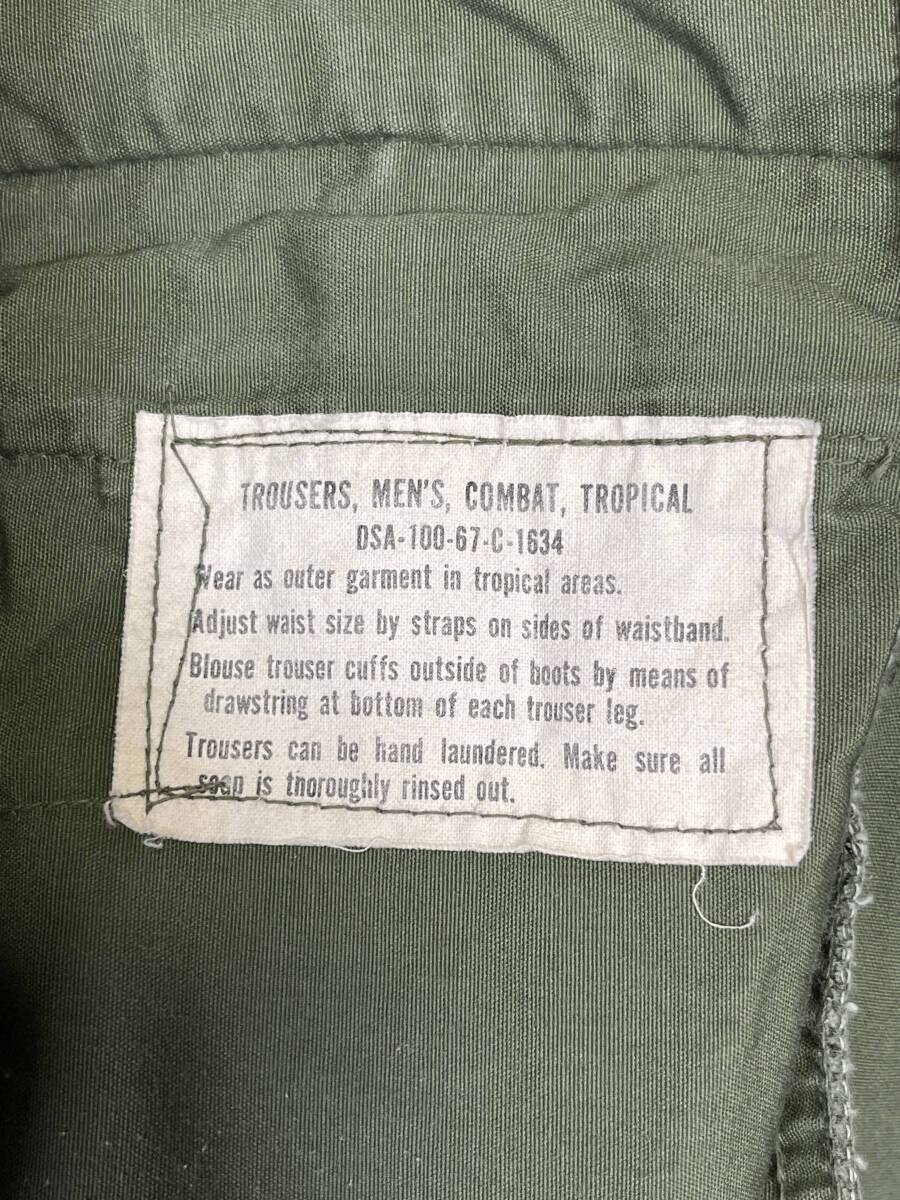 TROUSERS, MEN'S, COMBAT, TROPICAL
DSA-100-67-C-1634
Wear as outer garment in tropical areas.
Adjust waist size by straps on sides of waistband.
Blouse trouser cuffs outside of boots by means of
drawstring at bottom of each trouser leg.
Trousers can be hand laundered. Make sure all
soap is thoroughly rinsed out.